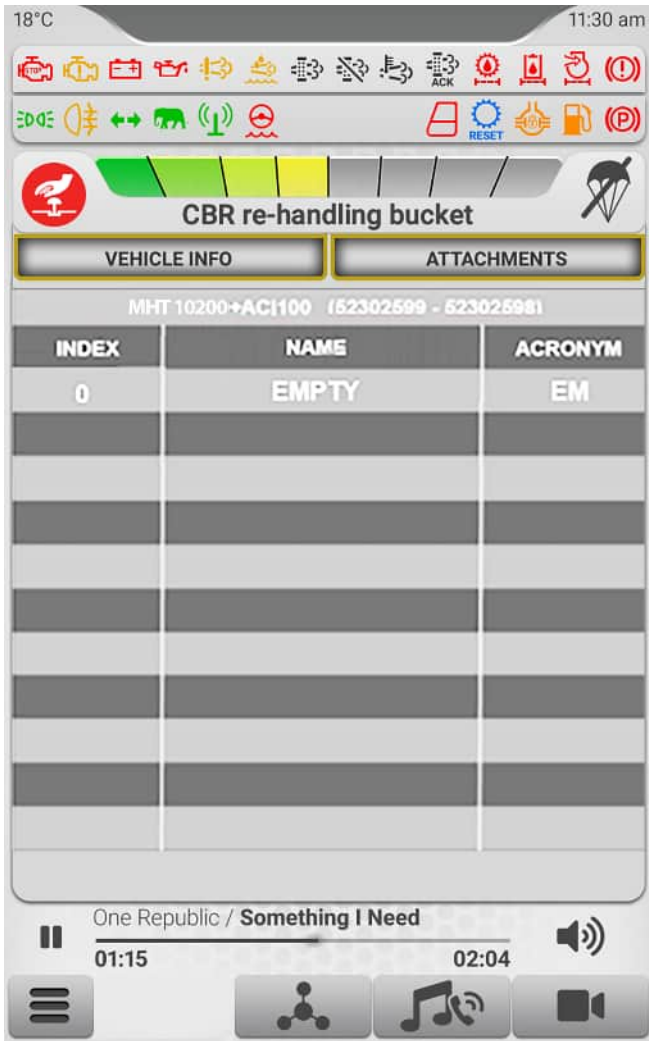 18°C
11:30 am
STOP
ACK
RESET
P
CBR re-handling bucket
VEHICLE INFO
ATTACHMENTS
MHT 10200+ACI100 (52302599 - 52302598)
INDEX NAME ACRONYM
0 EMPTY EM
One Republic / Something I Need
01:15
02:04